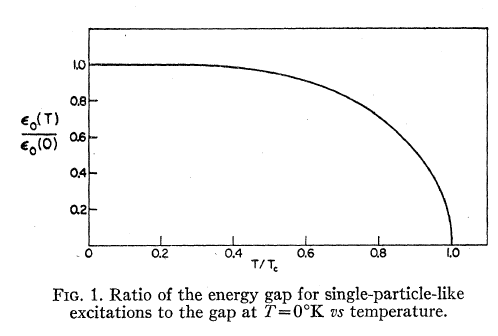 1.0
0.8
ε₀(T)
ε₀(0)
0.6
0.4
0.2
0 0.2 0.4 0.6 0.8 1.0
T/Tc
FIG. 1. Ratio of the energy gap for single-particle-like
excitations to the gap at T=0°K vs temperature.